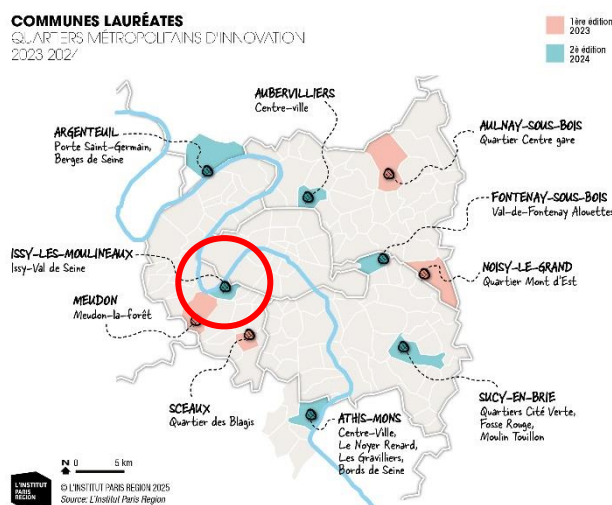 COMMUNES LAURÉATES
QUARTIERS MÉTROPOLITAINS D'INNOVATION
2023 2024
1ère édition
2023
2è édition
2024
AUBERVILLIERS
Centre-ville
ARGENTEUIL
Porte Saint-Germain,
Berges de Seine
AULNAY-SOUS-BOIS
Quartier Centre gare
FONTENAY-SOUS-BOIS
Val-de-Fontenay Alouettes
ISSY-LES-MOULINEAUX
Issy-Val de Seine
NOISY-LE-GRAND
Quartier Mont d'Est
MEUDON
Meudon-la-forêt
SCEAUX
Quartier des Blagis
SUCY-EN-BRIE
Quartiers Cité Verte,
Fosse Rouge,
Moulin Touillon
ATHIS-MONS
Centre-Ville,
Le Noyer Renard,
Les Gravilliers,
Bords de Seine
N 0 5 km
L'INSTITUT
PARIS
REGION
© L'INSTITUT PARIS REGION 2025
Source: L'Institut Paris Region